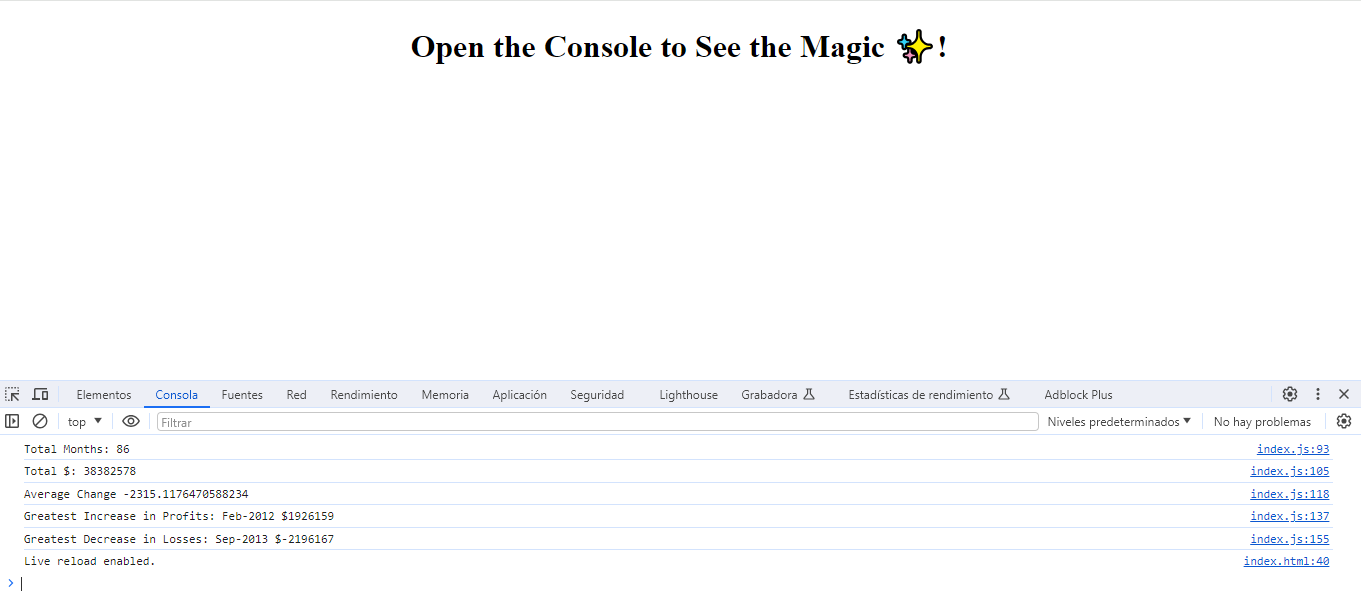 Open the Console to See the Magic ✨!
Elementos Consola Fuentes Red Rendimiento Memoria Aplicación Seguridad Lighthouse Grabadora Estadísticas de rendimiento Adblock Plus
top Filtrar Niveles predeterminados No hay problemas
Total Months: 86 index.js:93
Total $: 38382578 index.js:105
Average Change -2315.1176470588234 index.js:118
Greatest Increase in Profits: Feb-2012 $1926159 index.js:137
Greatest Decrease in Losses: Sep-2013 $-2196167 index.js:155
Live reload enabled. index.html:40